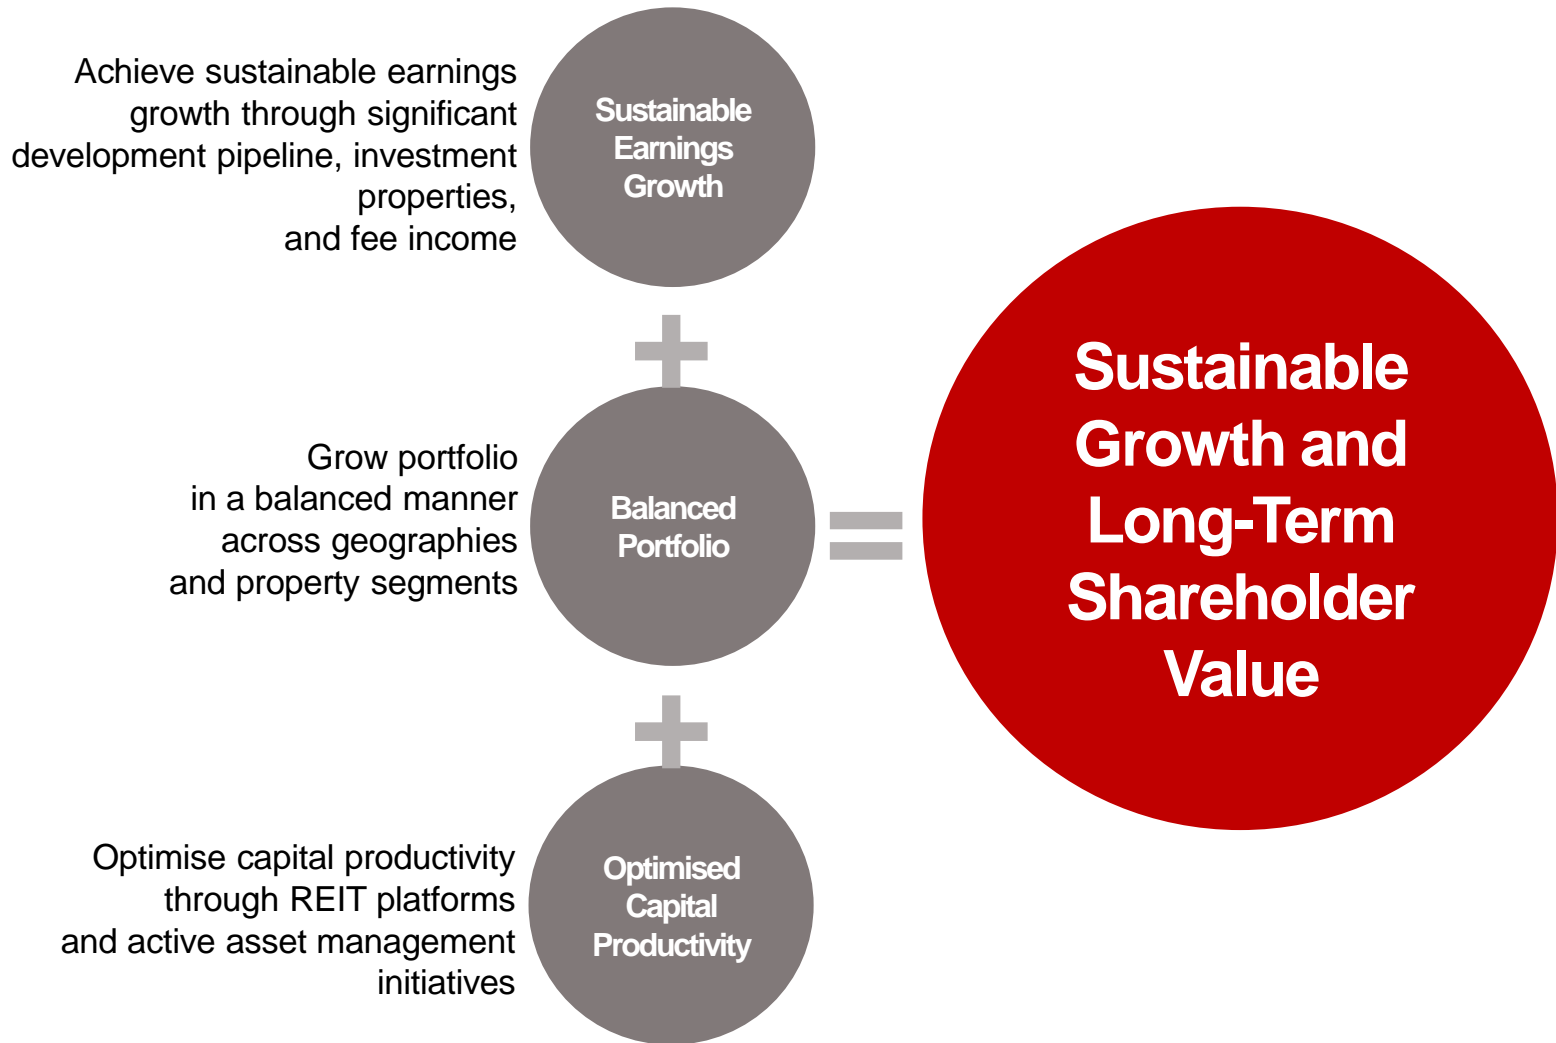 Achieve sustainable earnings
growth through significant
development pipeline, investment
properties,
and fee income
Sustainable
Earnings
Growth
+
Grow portfolio
in a balanced manner
across geographies
and property segments
Balanced
Portfolio
=
Sustainable
Growth and
Long-Term
Shareholder
Value
+
Optimise capital productivity
through REIT platforms
and active asset management
initiatives
Optimised
Capital
Productivity